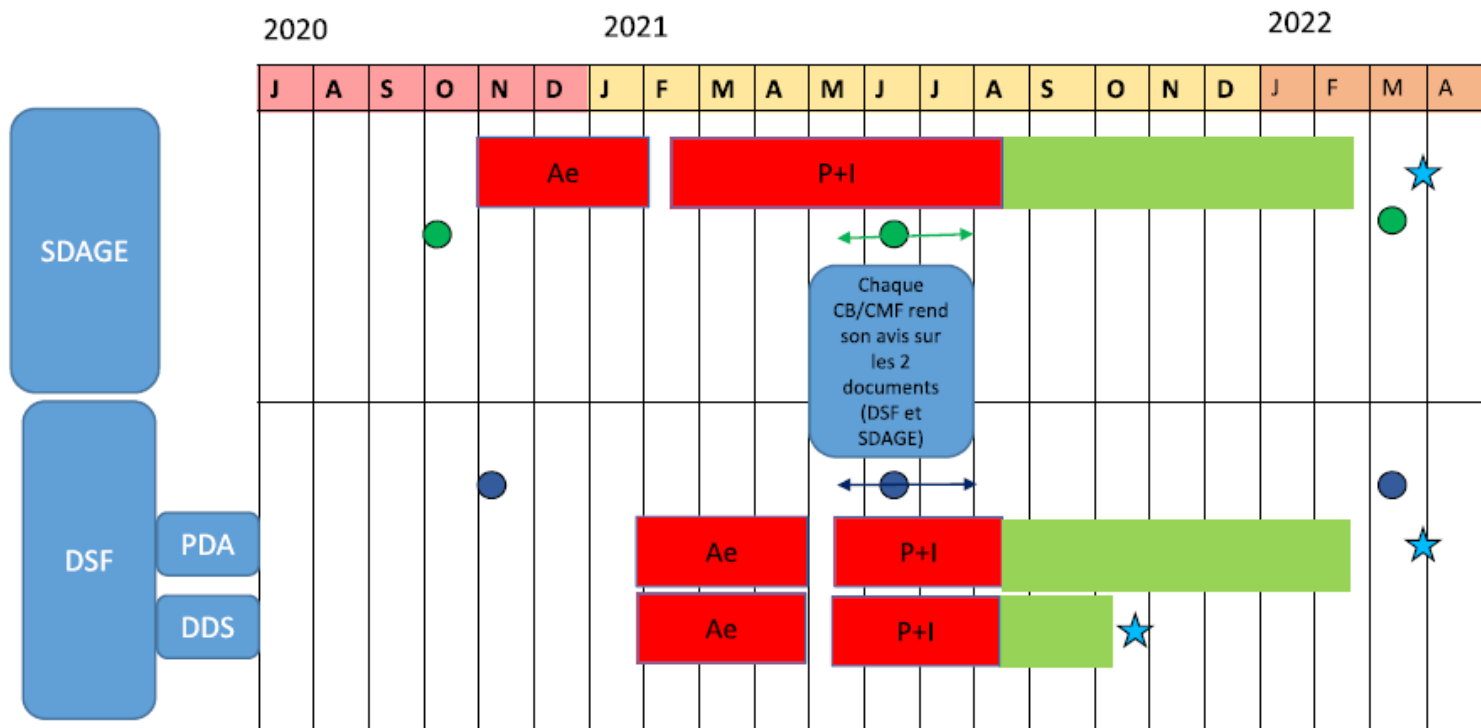 2020 2021 2022
J A S O N D J F M A M J J A S O N D J F M A
Ae P+I
SDAGE
Chaque
CB/CMF rend
son avis sur
les 2
documents
(DSF et
SDAGE)
DSF
PDA Ae P+I
DDS Ae P+I